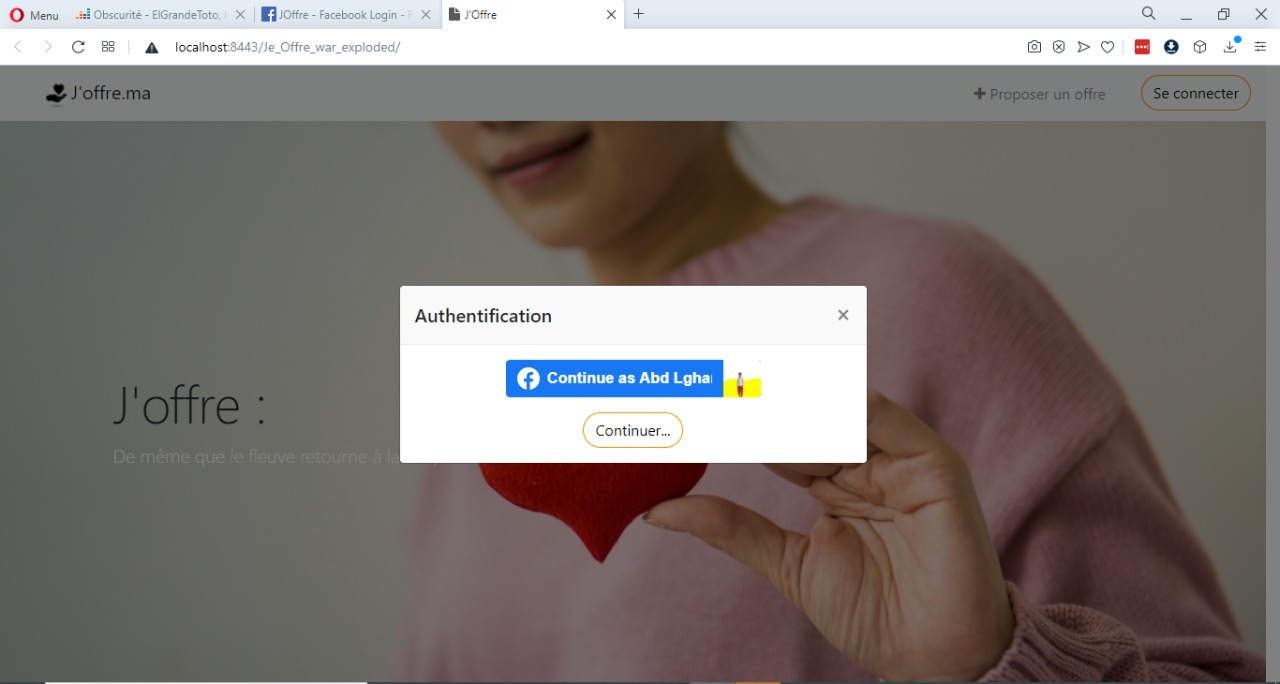 Menu
Obscurité - ElGrandeToto,
JOffre - Facebook Login -
J'Offre
localhost:8443/Je_Offre_war_exploded/
J'offre.ma
Proposer un offre
Se connecter
Authentification
Continue as Abd Lghan
Continuer...
J'offre :
De même que le fleuve retourne à la